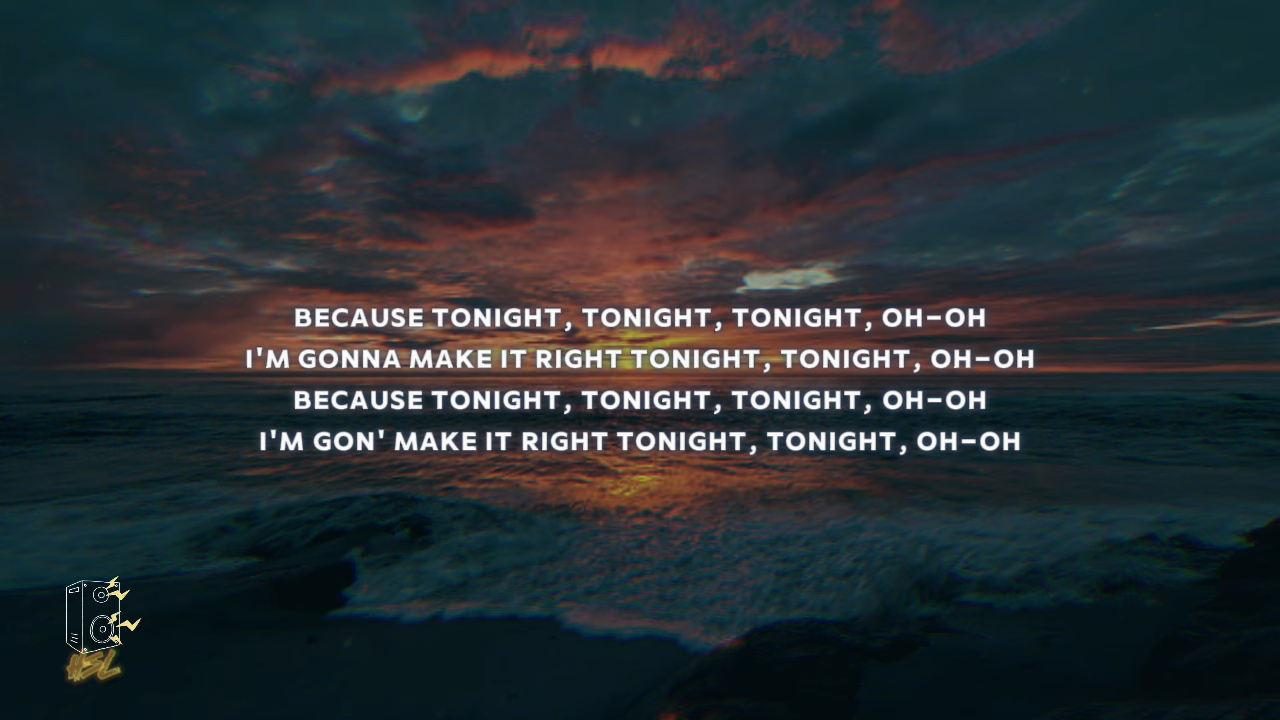 BECAUSE TONIGHT, TONIGHT, TONIGHT, OH-OH
I'M GONNA MAKE IT RIGHT TONIGHT, TONIGHT, OH-OH
BECAUSE TONIGHT, TONIGHT, TONIGHT, OH-OH
I'M GON' MAKE IT RIGHT TONIGHT, TONIGHT, OH-OH
HSL